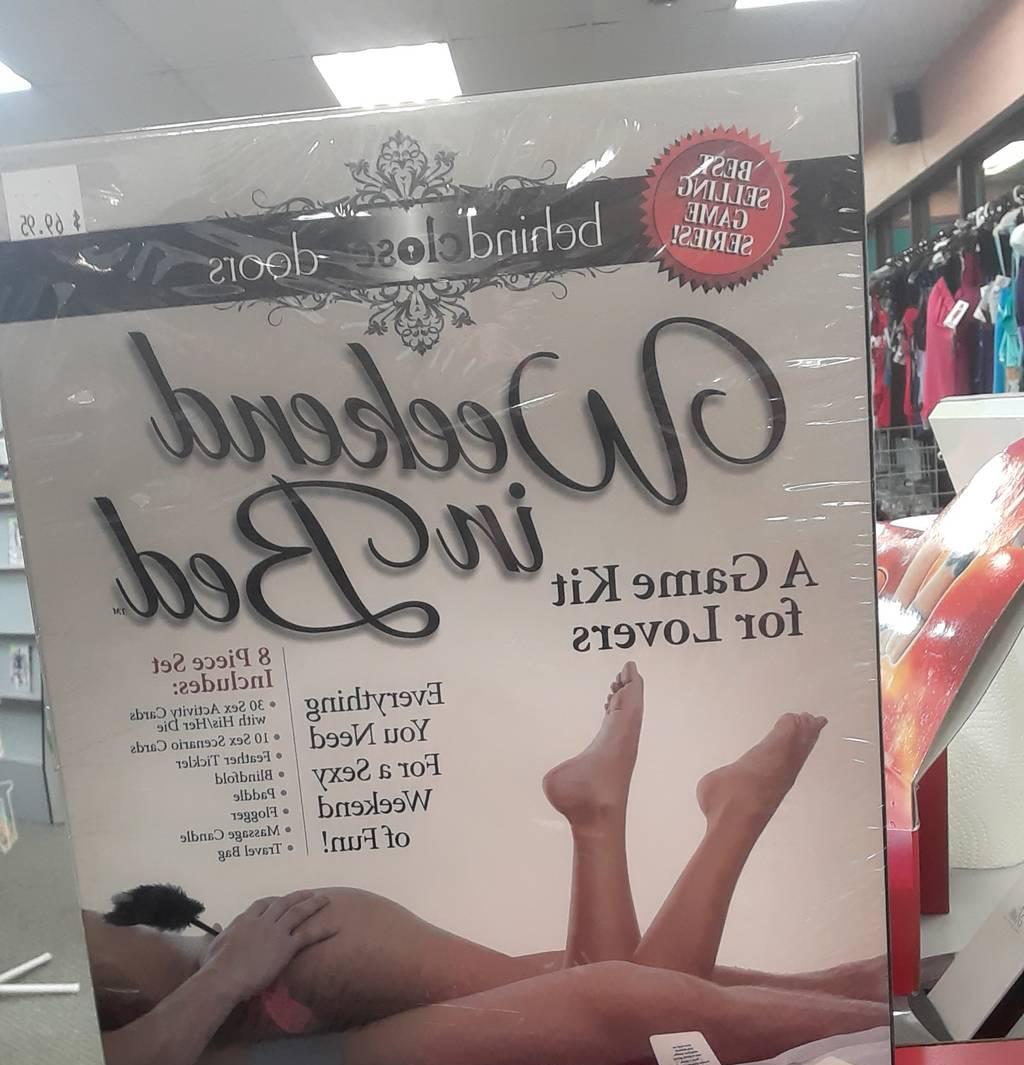 $ 69.95
BEST
SELLING
GAME
SERIES!
behind closed doors
Weekend
in Bed™
A Game Kit
for Lovers
Everything
You Need
For a Sexy
Weekend
of Fun!
8 Piece Set
Includes:
• 30 Sex Activity Cards
with His/Her Die
• 10 Sex Scenario Cards
• Feather Tickler
• Blindfold
• Paddle
• Flogger
• Massage Candle
• Travel Bag